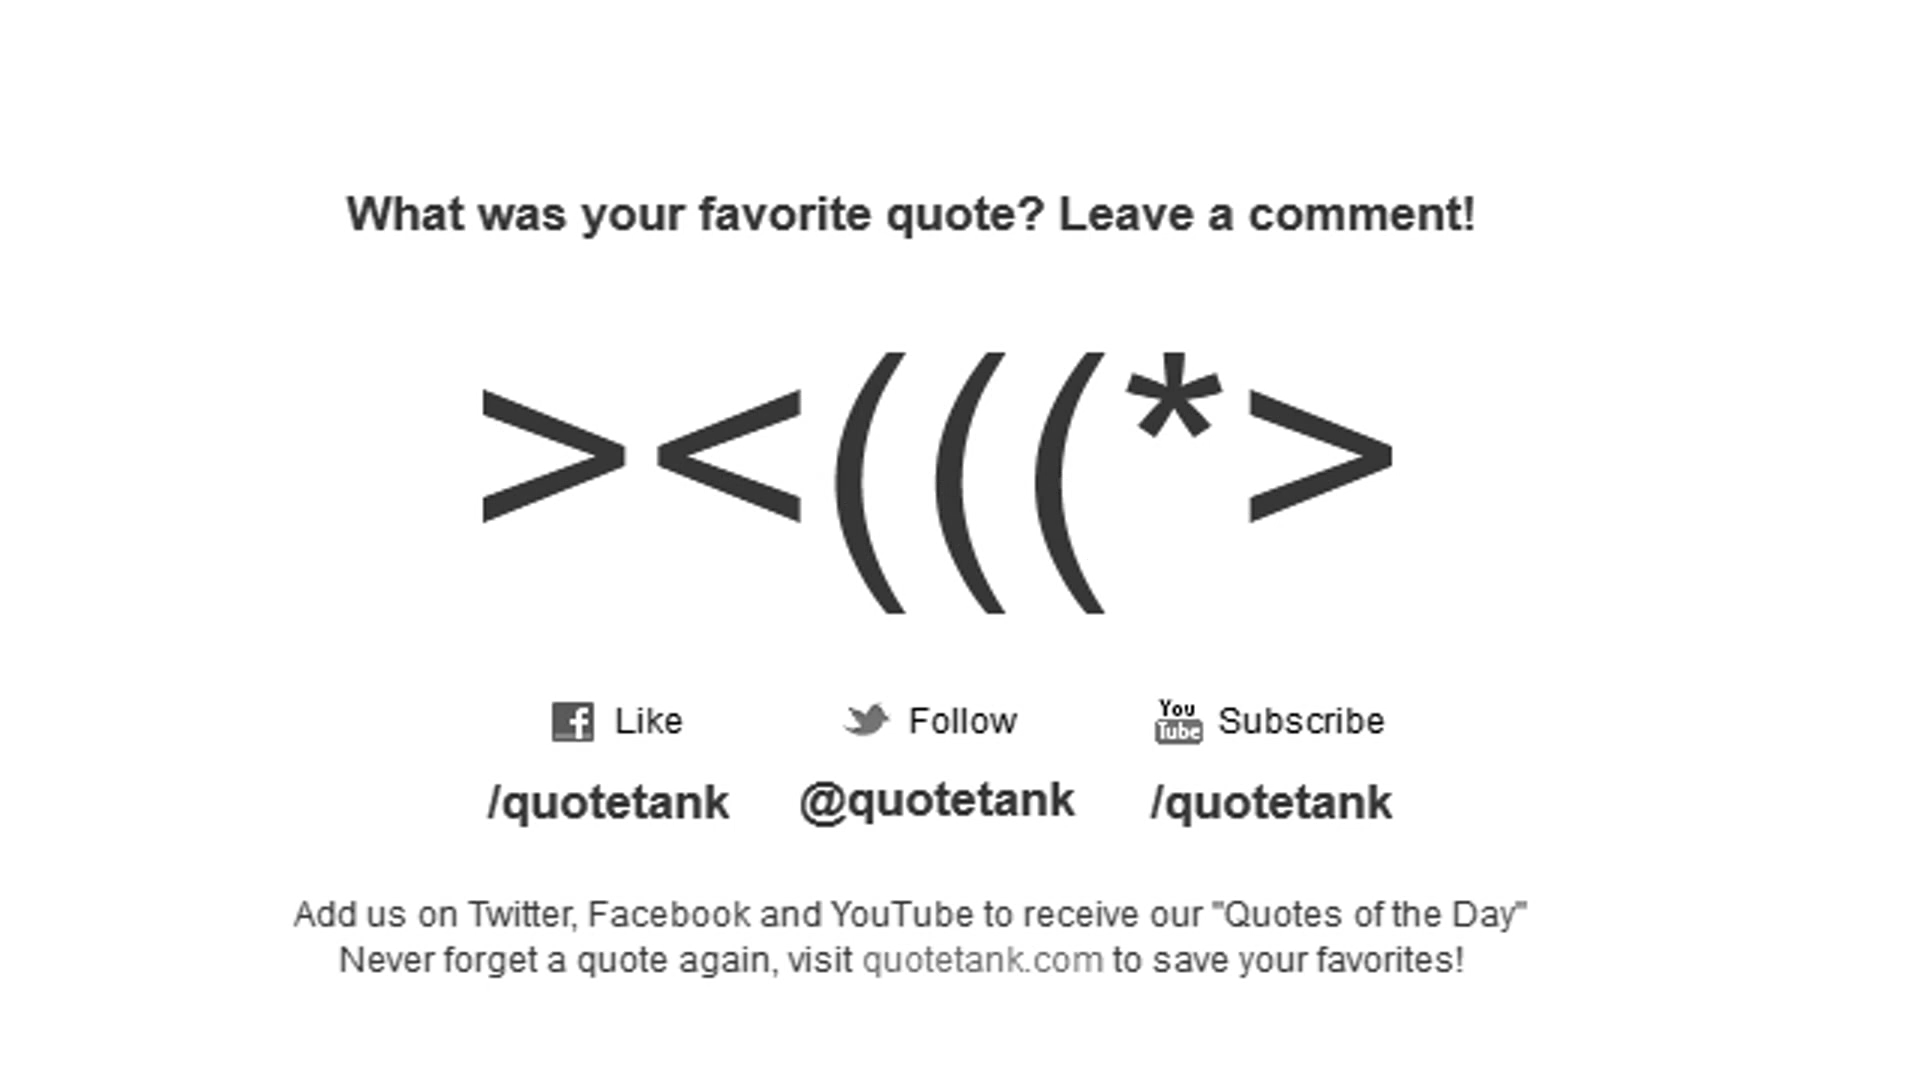 What was your favorite quote? Leave a comment!
><(((*>
f Like Follow You Tube Subscribe
/quotetank @quotetank /quotetank
Add us on Twitter, Facebook and YouTube to receive our "Quotes of the Day"
Never forget a quote again, visit quotetank.com to save your favorites!